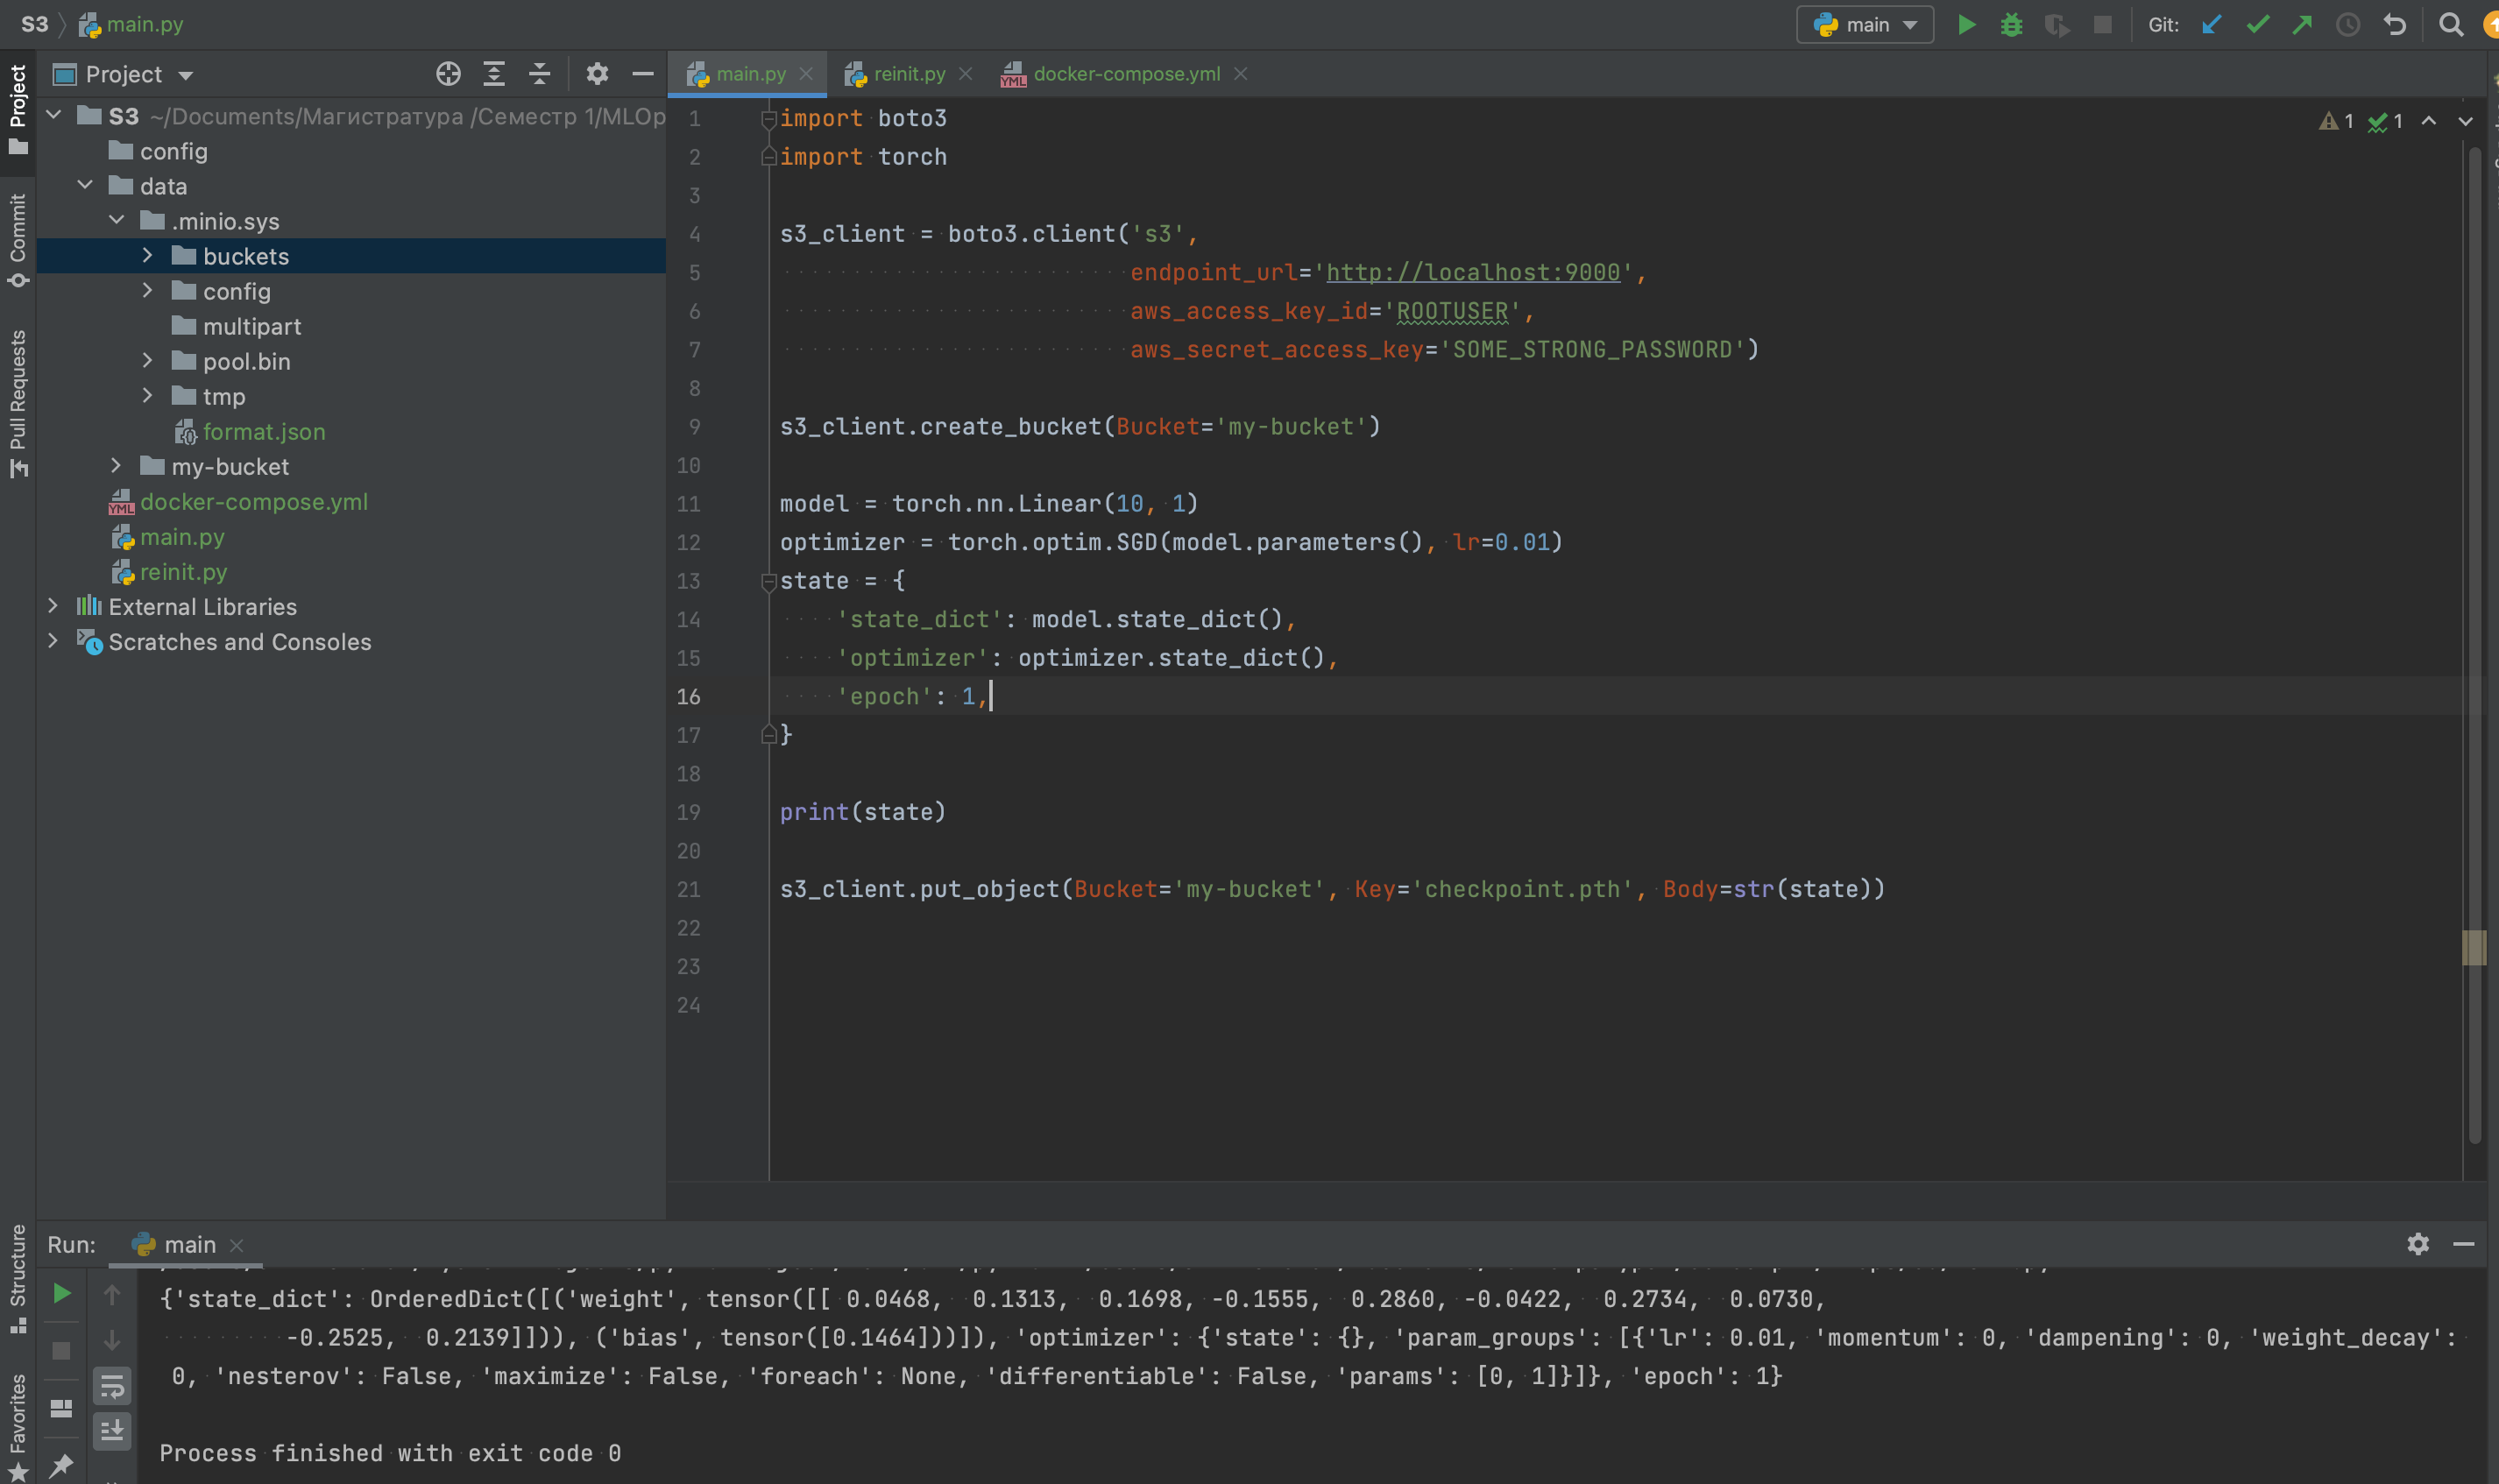 S3
main.py
main
Git:
Project
main.py
reinit.py
docker-compose.yml
Project
Commit
Pull Requests
Structure
Favorites
S3 ~/Documents/Магистратура /Семестр 1/MLOp
config
data
.minio.sys
buckets
config
multipart
pool.bin
tmp
format.json
my-bucket
docker-compose.yml
main.py
reinit.py
External Libraries
Scratches and Consoles
1 1
1 import boto3
2 import torch
3
4 s3_client = boto3.client('s3',
5 endpoint_url='http://localhost:9000',
6 aws_access_key_id='ROOTUSER',
7 aws_secret_access_key='SOME_STRONG_PASSWORD')
8
9 s3_client.create_bucket(Bucket='my-bucket')
10
11 model = torch.nn.Linear(10, 1)
12 optimizer = torch.optim.SGD(model.parameters(), lr=0.01)
13 state = {
14 'state_dict': model.state_dict(),
15 'optimizer': optimizer.state_dict(),
16 'epoch': 1,
17 }
18
19 print(state)
20
21 s3_client.put_object(Bucket='my-bucket', Key='checkpoint.pth', Body=str(state))
22
23
24
Run: main
{'state_dict': OrderedDict([('weight', tensor([[ 0.0468,  0.1313,  0.1698, -0.1555,  0.2860, -0.0422,  0.2734,  0.0730,
-0.2525,  0.2139]])), ('bias', tensor([0.1464]))]), 'optimizer': {'state': {}, 'param_groups': [{'lr': 0.01, 'momentum': 0, 'dampening': 0, 'weight_decay':
0, 'nesterov': False, 'maximize': False, 'foreach': None, 'differentiable': False, 'params': [0, 1]}]}, 'epoch': 1}
Process finished with exit code 0